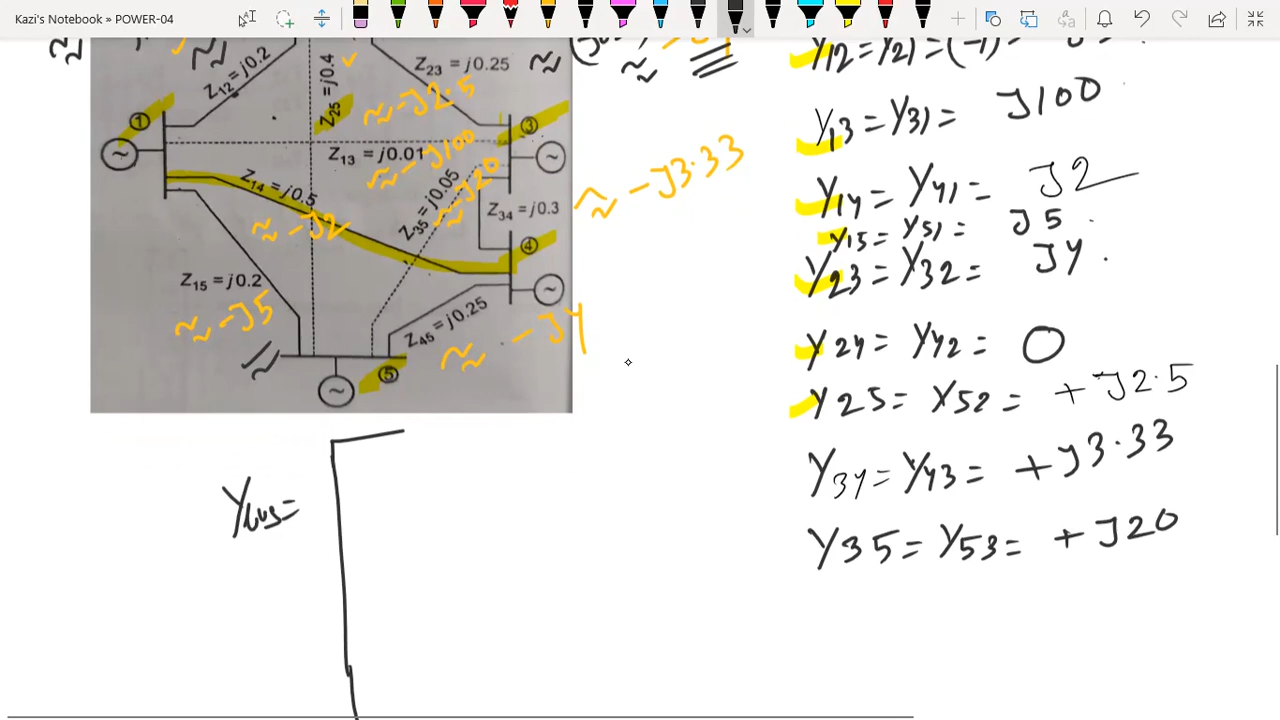 Kazi's Notebook » POWER-04
Z12 = j0.2
Z25 = j0.4
Z23 = j0.25
≈ -J2.5
①
③
Z13 = j0.01
≈ -J100
Z14 = j0.5
≈ -J2
Z35 = j0.05
≈ -J20
Z34 = j0.3
≈ -J3.33
④
Z15 = j0.2
≈ -J5
Z45 = j0.25
≈ -J4
⑤
Ybus =
Y12 = Y21 = (-1)
Y13 = Y31 = J100
Y14 = Y41 = J2
Y15 = Y51 = J5
Y23 = Y32 = J4
Y24 = Y42 = 0
Y25 = Y52 = + J2.5
Y34 = Y43 = + J3.33
Y35 = Y53 = + J20